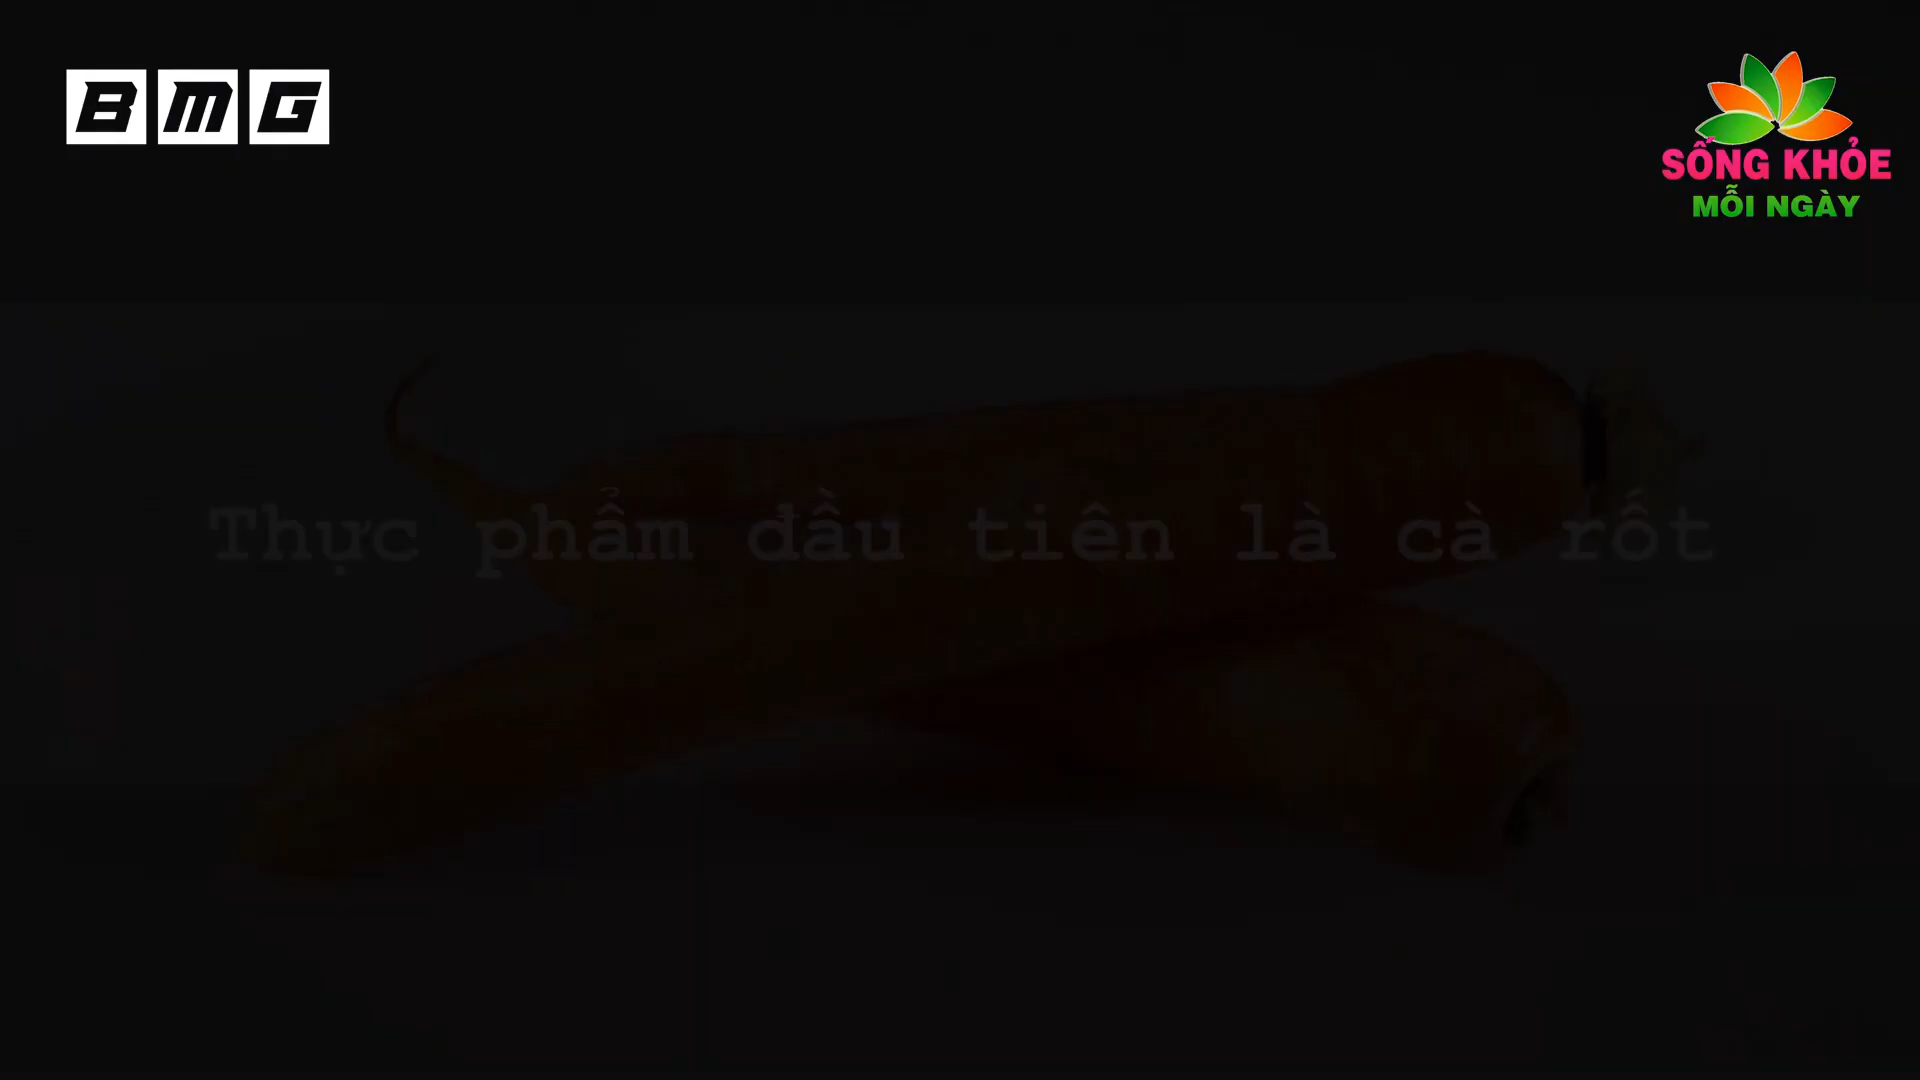 BMG
SỐNG KHỎE
MỖI NGÀY
Thực phẩm đầu tiên là cà rốt